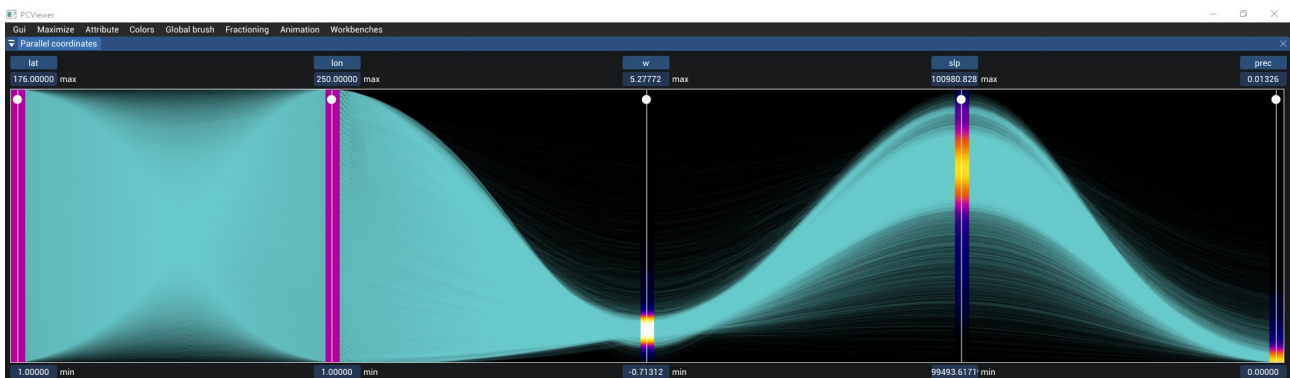 PCViewer
Gui Maximize Attribute Colors Global brush Fractioning Animation Workbenches
Parallel coordinates
lat lon w slp prec
176.00000 max 250.00000 max 5.27772 max 100980.828 max 0.01326
1.00000 min 1.00000 min -0.71312 min 99493.6171 min 0.00000